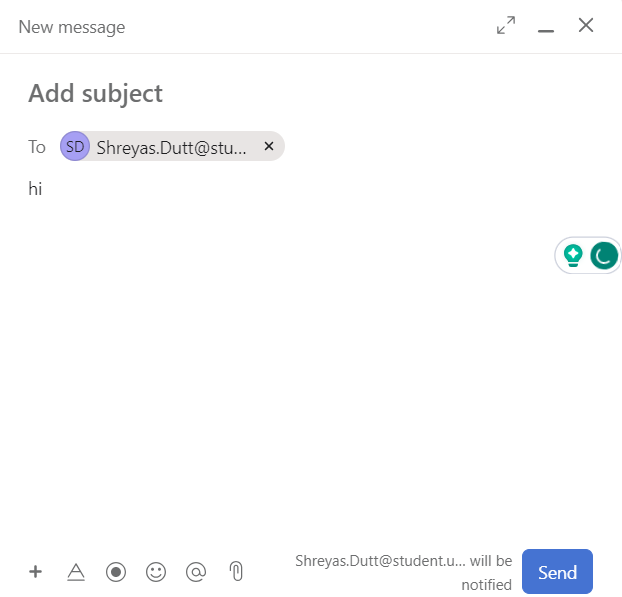 New message
Add subject
To SD Shreyas.Dutt@stu... ×
hi
Shreyas.Dutt@student.u... will be
notified
Send